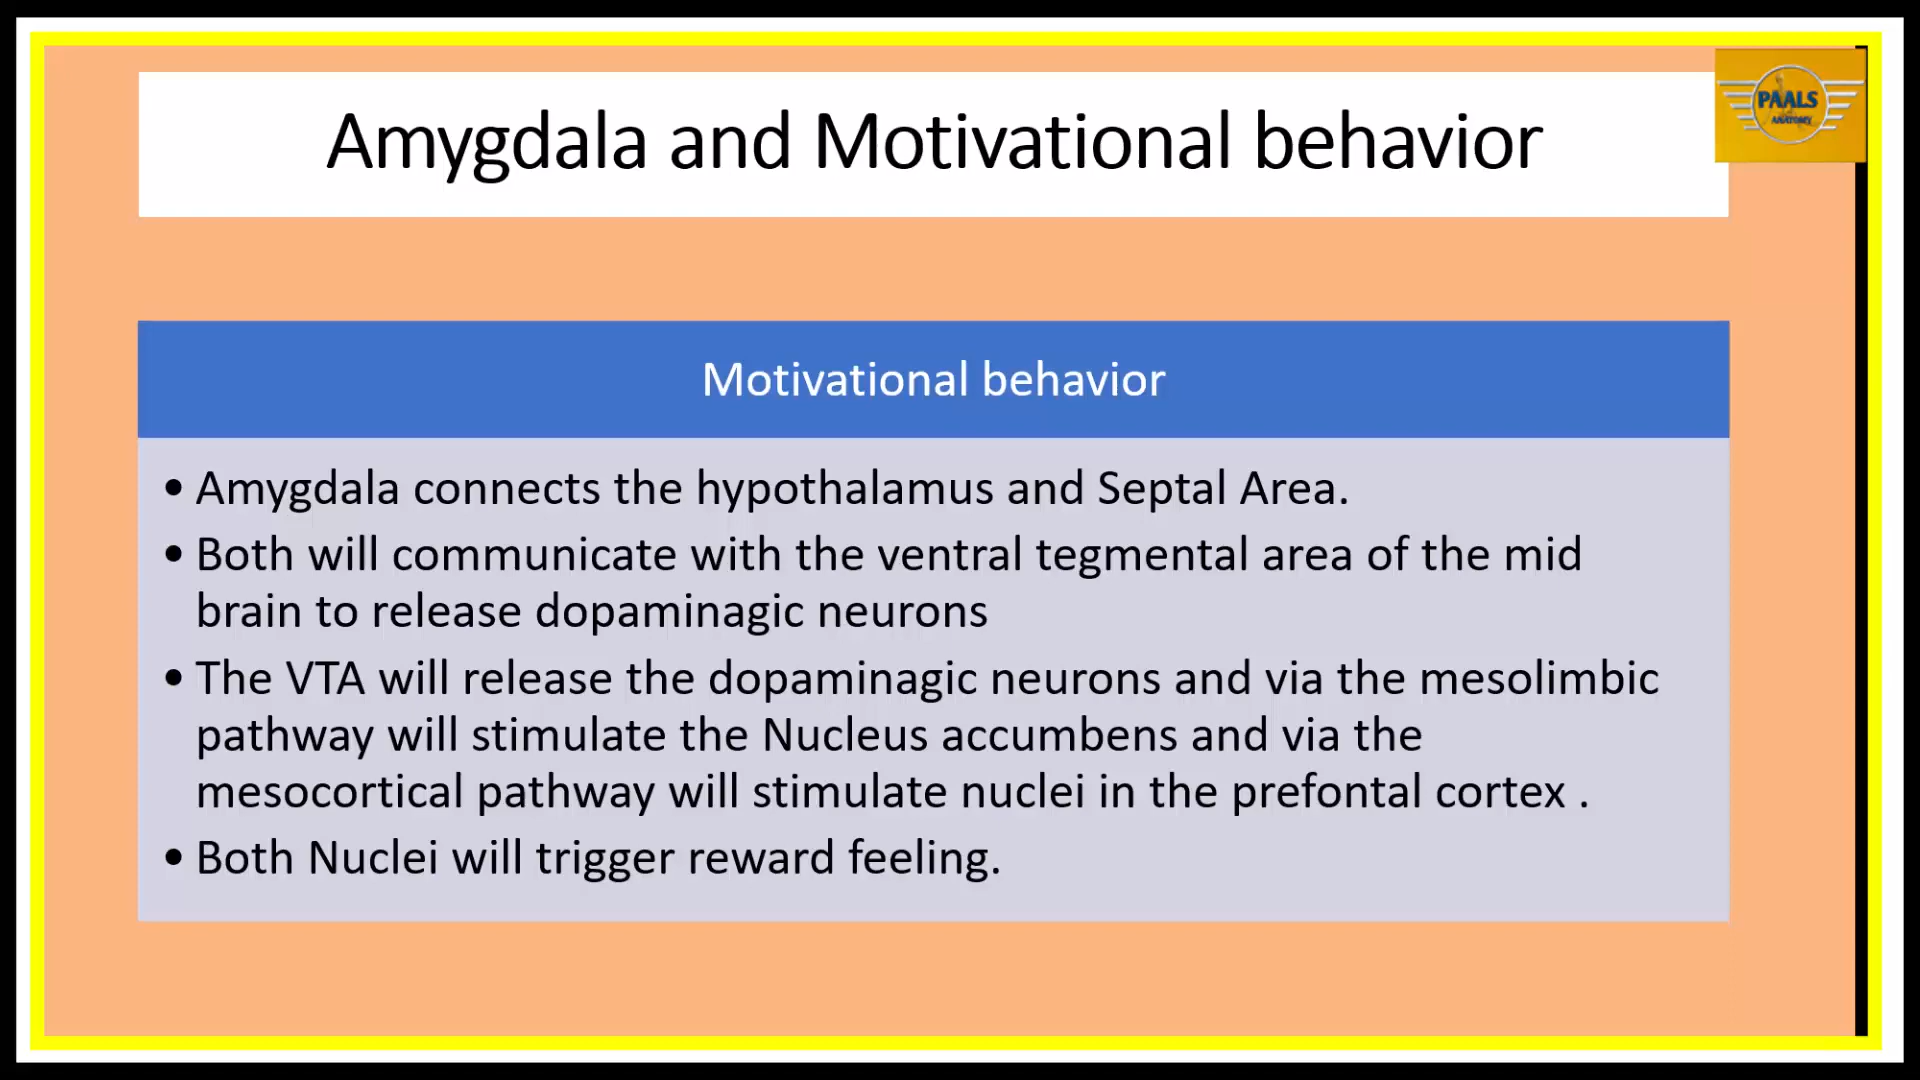 Amygdala and Motivational behavior
PAALS
ANATOMY
Motivational behavior
• Amygdala connects the hypothalamus and Septal Area.
• Both will communicate with the ventral tegmental area of the mid
brain to release dopaminagic neurons
• The VTA will release the dopaminagic neurons and via the mesolimbic
pathway will stimulate the Nucleus accumbens and via the
mesocortical pathway will stimulate nuclei in the prefontal cortex .
• Both Nuclei will trigger reward feeling.